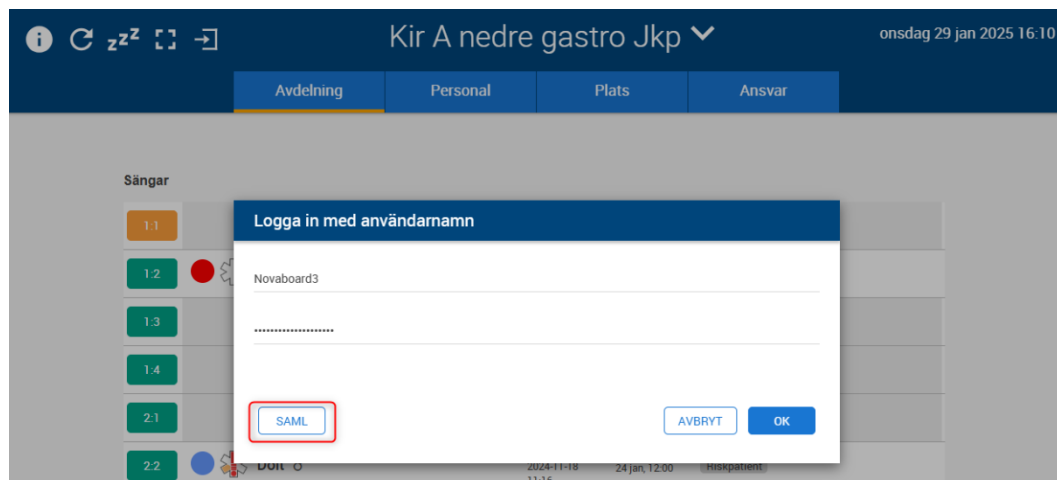 zzZ
Kir A nedre gastro Jkp
onsdag 29 jan 2025 16:10
Avdelning Personal Plats Ansvar
Sängar
1:1
Logga in med användarnamn
1:2
Novaboard3
1:3
1:4
2:1
SAML AVBRYT OK
2:2 Dolt 2024-11-18 24 jan, 12:00 Riskpatient